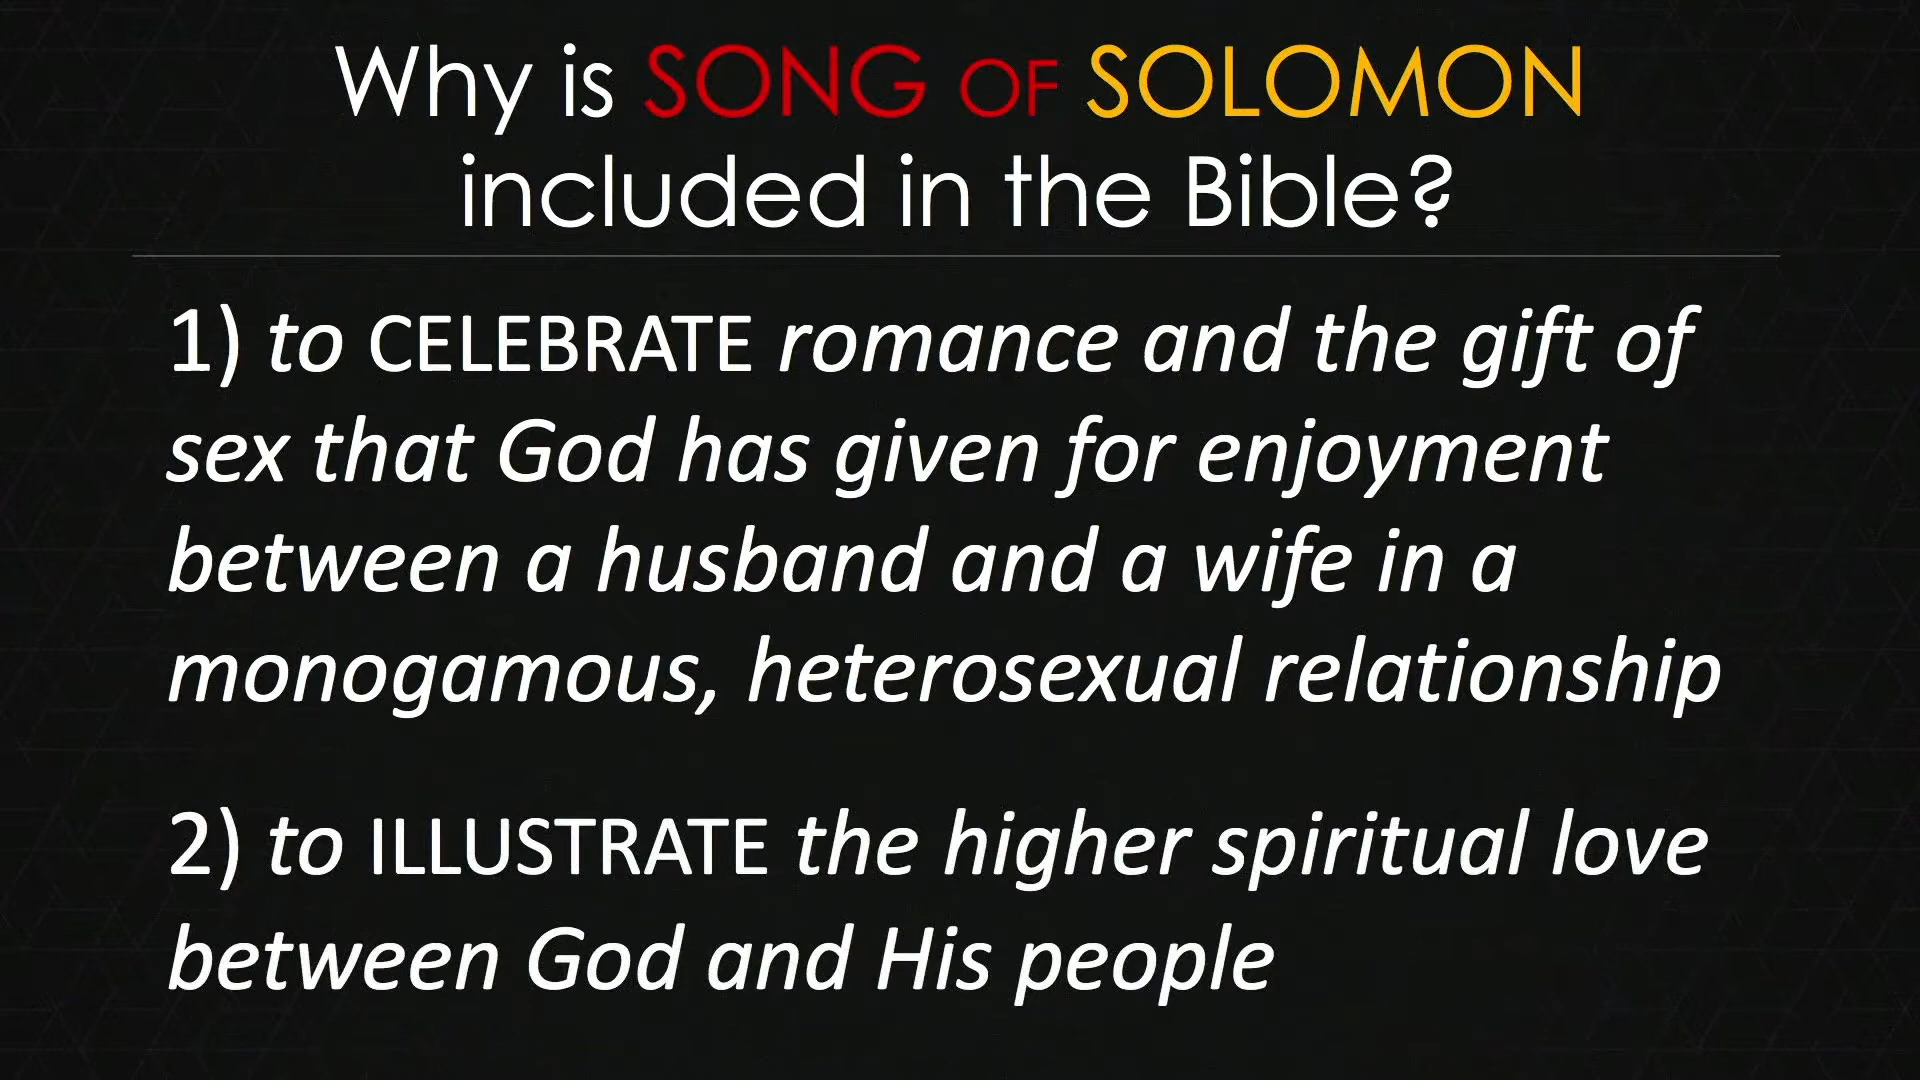 Why is SONG OF SOLOMON
included in the Bible?
1) to CELEBRATE romance and the gift of
sex that God has given for enjoyment
between a husband and a wife in a
monogamous, heterosexual relationship
2) to ILLUSTRATE the higher spiritual love
between God and His people